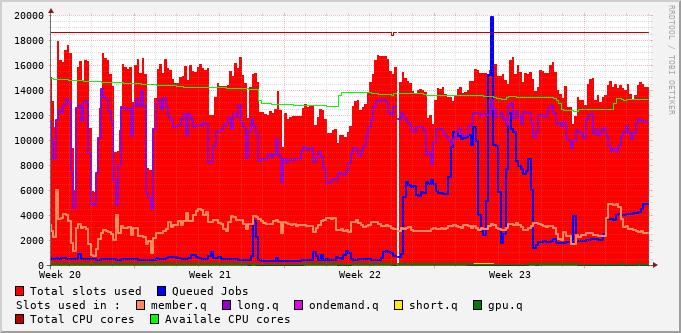 20000
18000
16000
14000
12000
10000
8000
6000
4000
2000
0
Week 20 Week 21 Week 22 Week 23
Total slots used Queued Jobs
Slots used in : member.q long.q ondemand.q short.q gpu.q
Total CPU cores Availale CPU cores
RRDTOOL / TOBI OETIKER